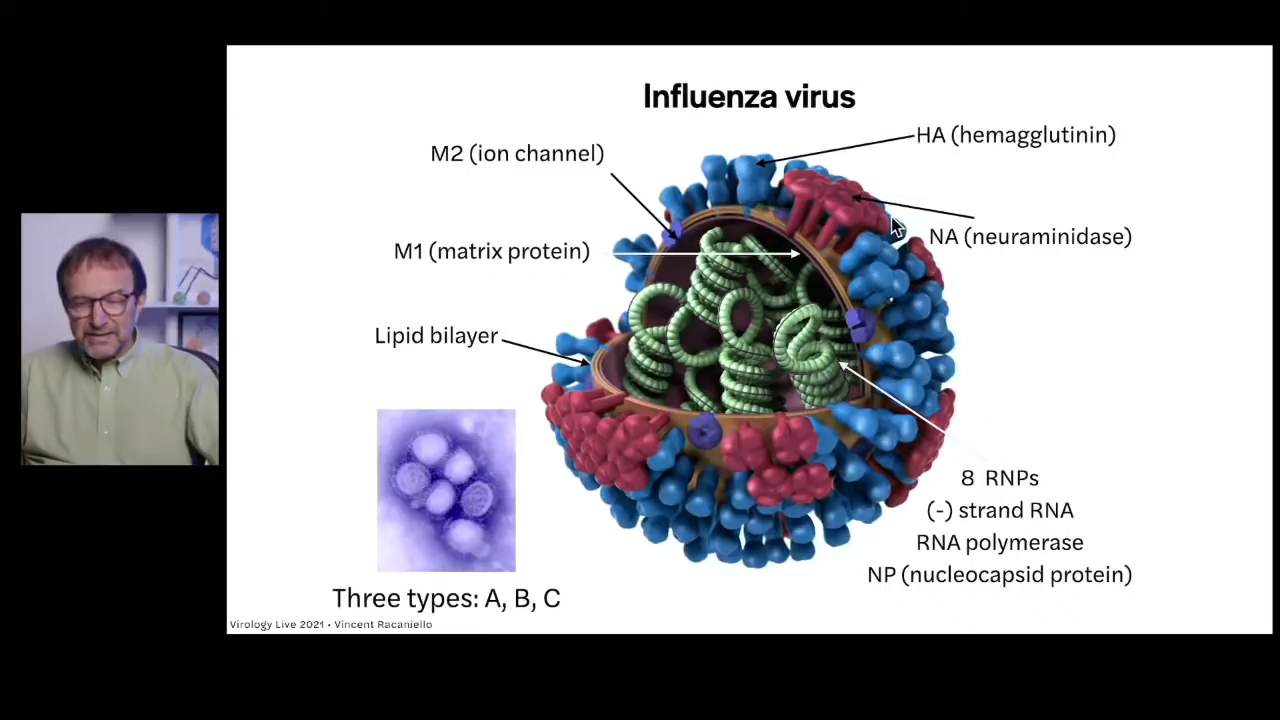 Influenza virus
HA (hemagglutinin)
M2 (ion channel)
NA (neuraminidase)
M1 (matrix protein)
Lipid bilayer
8 RNPs
(-) strand RNA
RNA polymerase
NP (nucleocapsid protein)
Three types: A, B, C
Virology Live 2021 • Vincent Racaniello